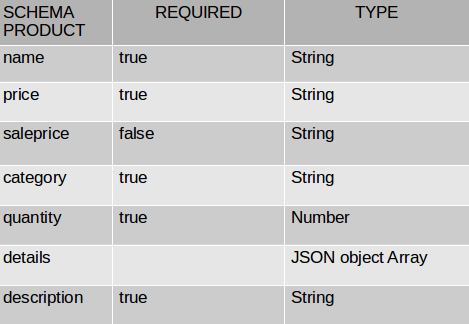 SCHEMA PRODUCT REQUIRED TYPE
name true String
price true String
saleprice false String
category true String
quantity true Number
details JSON object Array
description true String